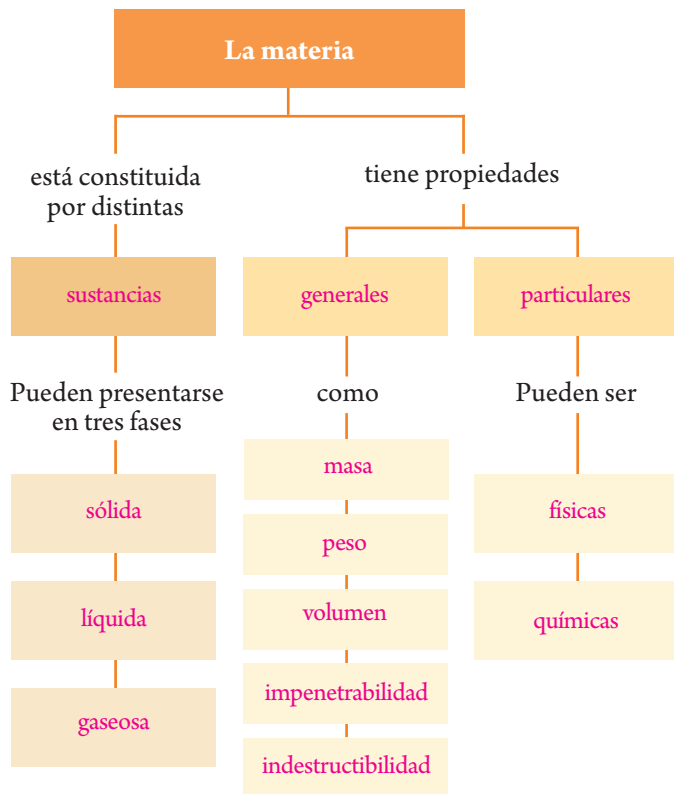 La materia
está constituida
por distintas
tiene propiedades
sustancias
generales
particulares
Pueden presentarse
en tres fases
como
Pueden ser
sólida
líquida
gaseosa
masa
peso
volumen
impenetrabilidad
indestructibilidad
físicas
químicas